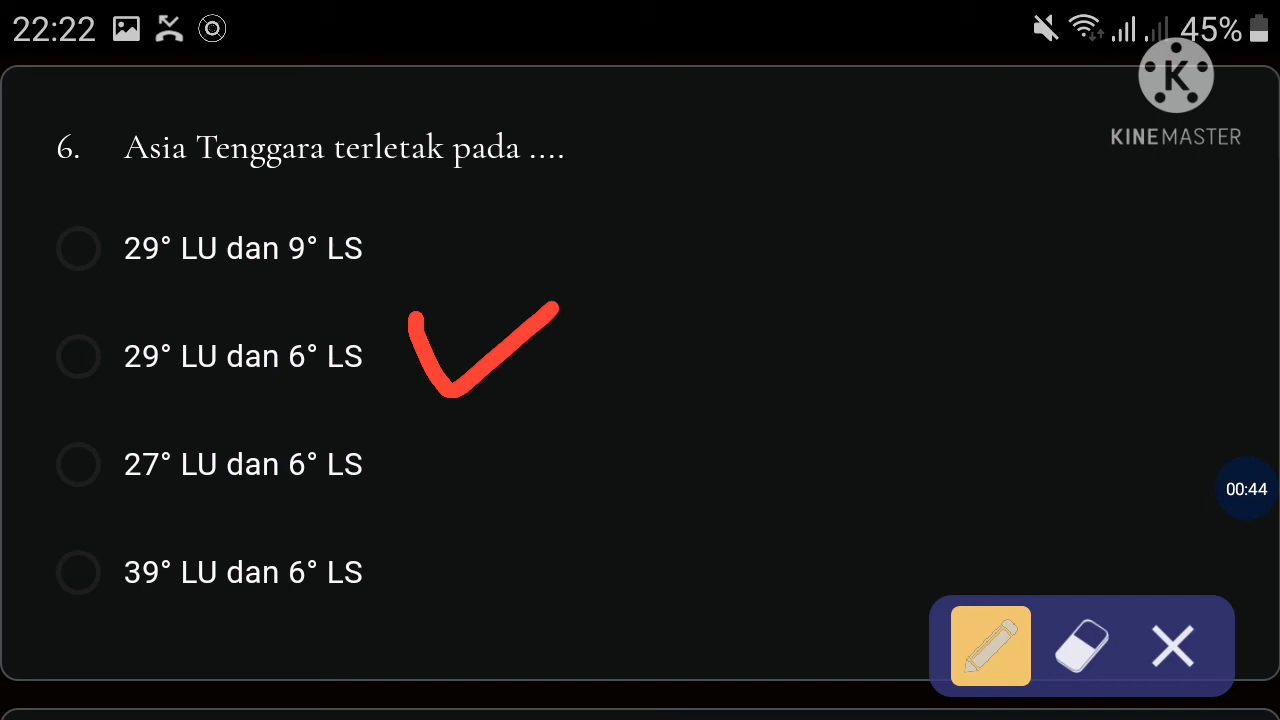 22:22
45%
KINEMASTER
6. Asia Tenggara terletak pada ....
29° LU dan 9° LS
29° LU dan 6° LS
27° LU dan 6° LS
39° LU dan 6° LS
00:44